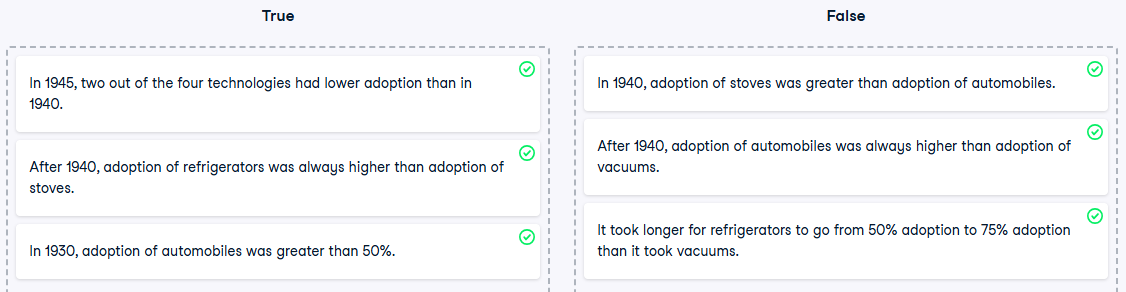 True
In 1945, two out of the four technologies had lower adoption than in
1940.
After 1940, adoption of refrigerators was always higher than adoption of
stoves.
In 1930, adoption of automobiles was greater than 50%.
False
In 1940, adoption of stoves was greater than adoption of automobiles.
After 1940, adoption of automobiles was always higher than adoption of
vacuums.
It took longer for refrigerators to go from 50% adoption to 75% adoption
than it took vacuums.